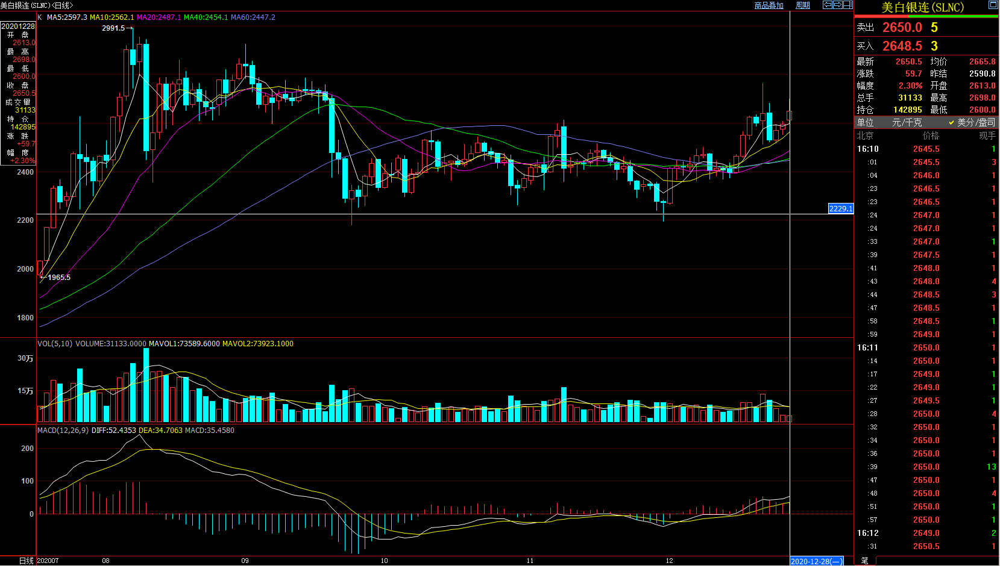 美白银连(SLNC)<日线>
商品叠加 周期
K MA5:2597.3 MA10:2562.1 MA20:2487.1 MA40:2454.1 MA60:2447.2
20201228
开 盘
2613.0
最 高
2698.0
最 低
2600.0
收 盘
2650.5
成交量
31133
持 仓
142895
涨 跌
+59.7
幅 度
+2.30%
2991.5
2400
2200
2000
1800
1965.5
2229.1
VOL(5,10) VOLUME:31133.0000 MAVOL1:73589.6000 MAVOL2:73923.1000
30万
15万
MACD(12,26,9) DIFF:52.4353 DEA:34.7063 MACD:35.4580
200
100
0
日线 202007 08 09 10 11 12 2020-12-28(一)
美白银连(SLNC)
卖出 2650.0 5
买入 2648.5 3
最新 2650.5 均价 2665.8
涨跌 59.7 昨结 2590.8
幅度 2.30% 开盘 2613.0
总手 31133 最高 2698.0
持仓 142895 最低 2600.0
单位 元/千克 ✓ 美分/盎司
北京 价格 现手
16:10 2645.5 1
:01 2645.5 3
:04 2646.0 1
:23 2646.5 1
:23 2646.5 1
:24 2647.0 1
:24 2647.0 1
:33 2647.0 1
:39 2647.5 1
:41 2648.0 1
:43 2648.0 4
:44 2648.5 3
:47 2648.5 1
:58 2648.5 1
:59 2649.0 1
16:11 2650.0 1
:14 2650.0 1
:17 2649.0 1
:22 2649.0 1
:27 2649.5 1
:28 2650.0 4
:32 2650.0 1
:34 2650.0 1
:36 2650.0 1
:39 2650.0 13
:47 2650.0 1
:48 2650.0 4
:51 2650.0 1
:57 2650.0 1
16:12 2649.0 2
:31 2650.5 1
笔